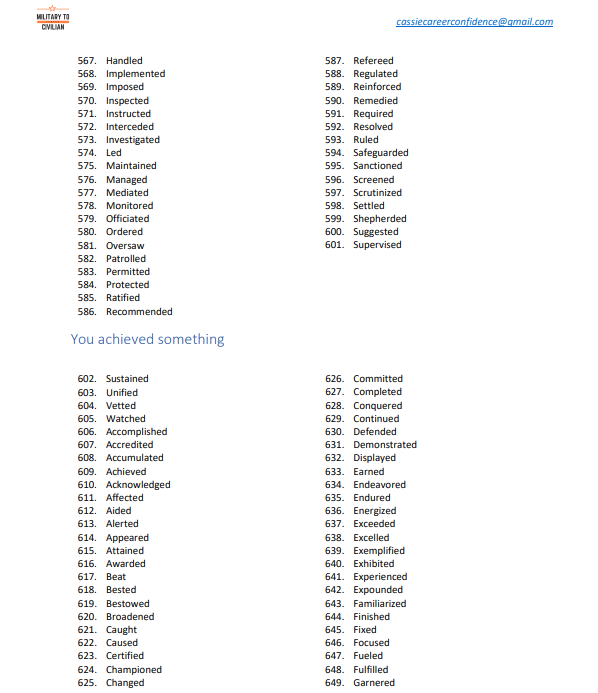 MILITARY TO
CIVILIAN
cassiecareerconfidence@gmail.com
567. Handled
568. Implemented
569. Imposed
570. Inspected
571. Instructed
572. Interceded
573. Investigated
574. Led
575. Maintained
576. Managed
577. Mediated
578. Monitored
579. Officiated
580. Ordered
581. Oversaw
582. Patrolled
583. Permitted
584. Protected
585. Ratified
586. Recommended
587. Refereed
588. Regulated
589. Reinforced
590. Remedied
591. Required
592. Resolved
593. Ruled
594. Safeguarded
595. Sanctioned
596. Screened
597. Scrutinized
598. Settled
599. Shepherded
600. Suggested
601. Supervised
You achieved something
602. Sustained
603. Unified
604. Vetted
605. Watched
606. Accomplished
607. Accredited
608. Accumulated
609. Achieved
610. Acknowledged
611. Affected
612. Aided
613. Alerted
614. Appeared
615. Attained
616. Awarded
617. Beat
618. Bested
619. Bestowed
620. Broadened
621. Caught
622. Caused
623. Certified
624. Championed
625. Changed
626. Committed
627. Completed
628. Conquered
629. Continued
630. Defended
631. Demonstrated
632. Displayed
633. Earned
634. Endeavored
635. Endured
636. Energized
637. Exceeded
638. Excelled
639. Exemplified
640. Exhibited
641. Experienced
642. Expounded
643. Familiarized
644. Finished
645. Fixed
646. Focused
647. Fueled
648. Fulfilled
649. Garnered